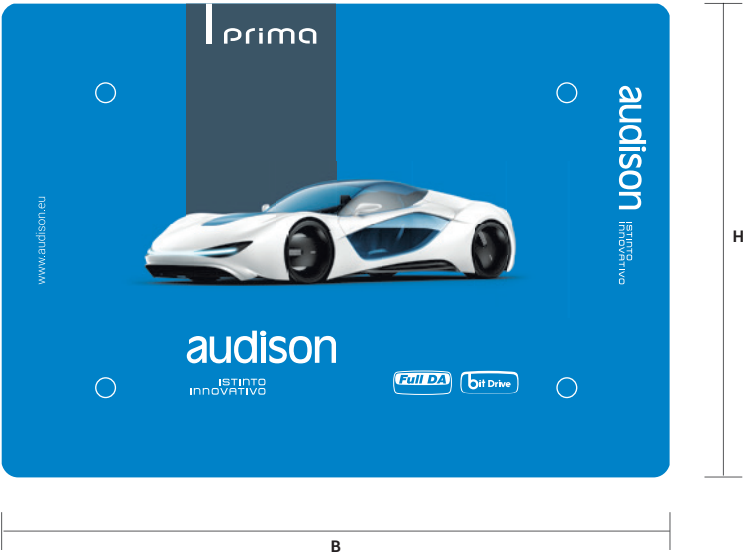 prima
audison
ISTINTO
INNOVATIVO
www.audison.eu
H
audison
ISTINTO
INNOVATIVO
Full DA
bit Drive
B